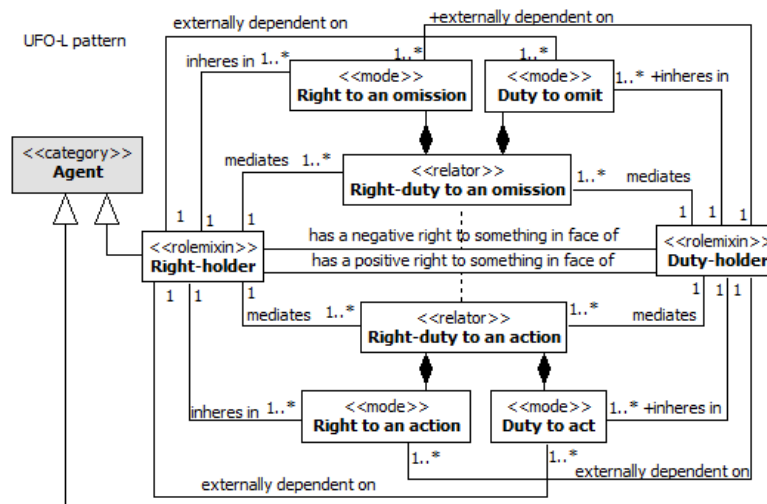 externally dependent on
+externally dependent on
UFO-L pattern
1..*
1..*
inheres in
1..*
<<mode>>
Right to an omission
<<mode>>
Duty to omit
1..*
+inheres in
<<category>>
Agent
mediates
1..*
<<relator>>
Right-duty to an omission
1..*
mediates
1
1
1
1
1
1
<<rolemixin>>
Right-holder
has a negative right to something in face of
has a positive right to something in face of
<<rolemixin>>
Duty-holder
1
1
1
1
1
1
mediates
1..*
<<relator>>
Right-duty to an action
1..*
mediates
inheres in
1..*
<<mode>>
Right to an action
<<mode>>
Duty to act
1..*
+inheres in
1..*
1..*
externally dependent on
externally dependent on